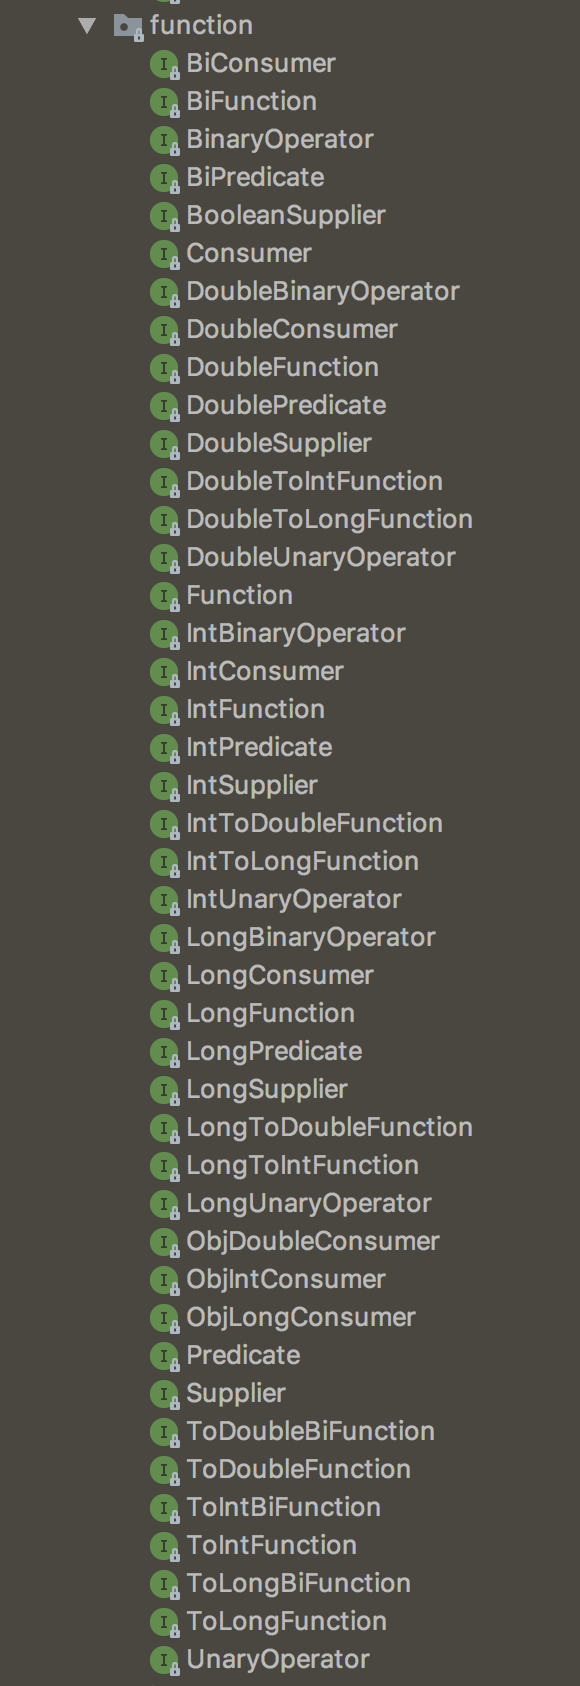 function
BiConsumer
BiFunction
BinaryOperator
BiPredicate
BooleanSupplier
Consumer
DoubleBinaryOperator
DoubleConsumer
DoubleFunction
DoublePredicate
DoubleSupplier
DoubleToIntFunction
DoubleToLongFunction
DoubleUnaryOperator
Function
IntBinaryOperator
IntConsumer
IntFunction
IntPredicate
IntSupplier
IntToDoubleFunction
IntToLongFunction
IntUnaryOperator
LongBinaryOperator
LongConsumer
LongFunction
LongPredicate
LongSupplier
LongToDoubleFunction
LongToIntFunction
LongUnaryOperator
ObjDoubleConsumer
ObjIntConsumer
ObjLongConsumer
Predicate
Supplier
ToDoubleBiFunction
ToDoubleFunction
ToIntBiFunction
ToIntFunction
ToLongBiFunction
ToLongFunction
UnaryOperator